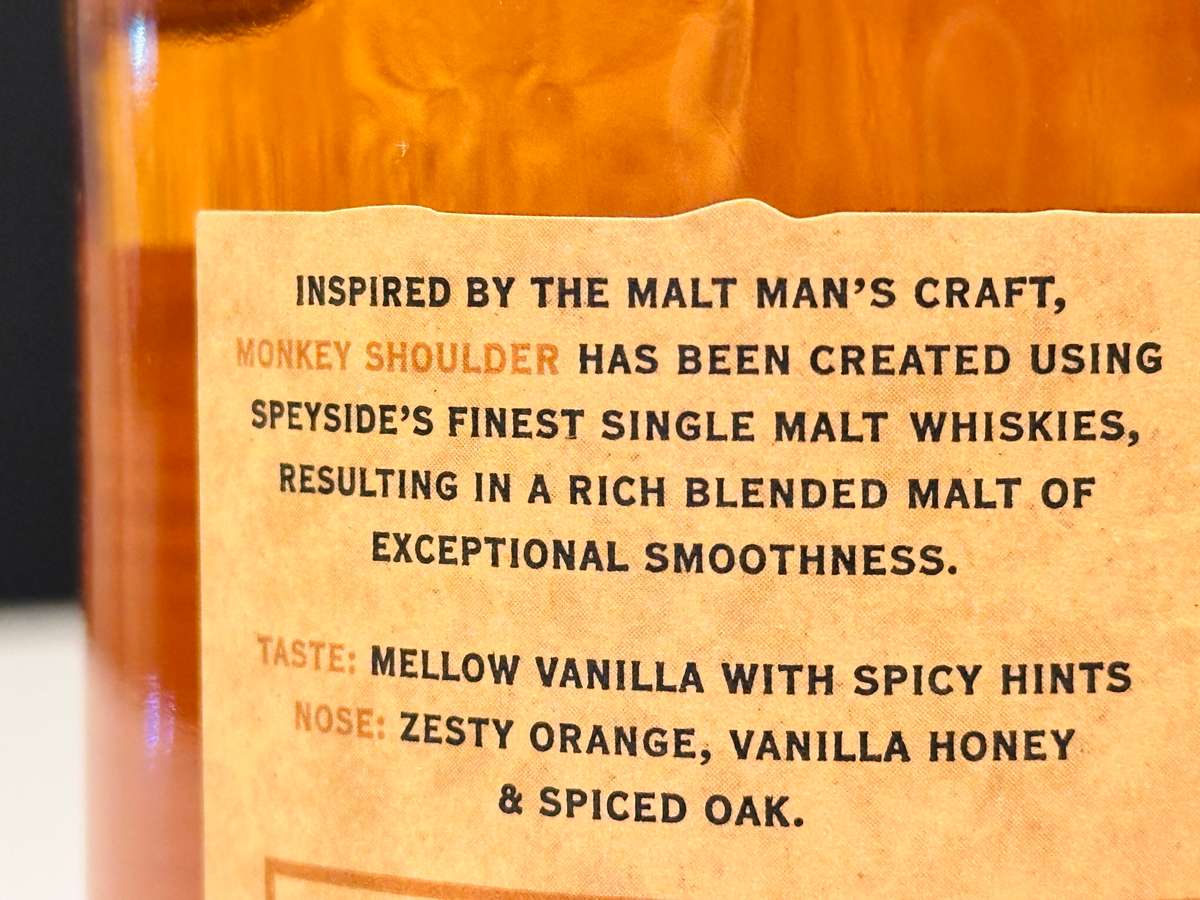 INSPIRED BY THE MALT MAN'S CRAFT,
MONKEY SHOULDER HAS BEEN CREATED USING
SPEYSIDE'S FINEST SINGLE MALT WHISKIES,
RESULTING IN A RICH BLENDED MALT OF
EXCEPTIONAL SMOOTHNESS.
TASTE: MELLOW VANILLA WITH SPICY HINTS
NOSE: ZESTY ORANGE, VANILLA HONEY
& SPICED OAK.